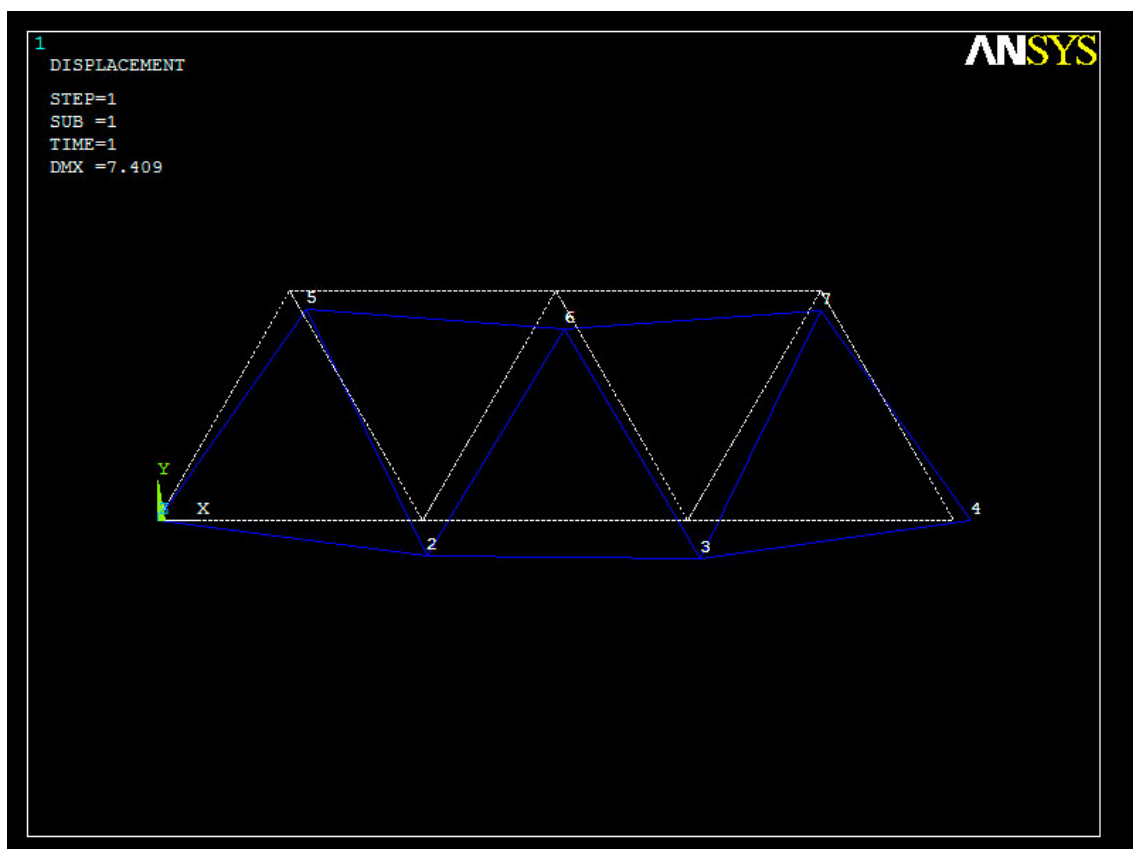 1
ANSYS
DISPLACEMENT
STEP=1
SUB =1
TIME=1
DMX =7.409
5
7
6
Y
X
4
2
3